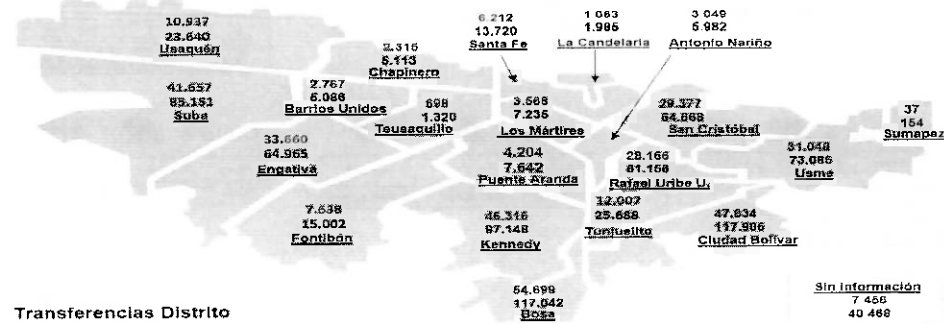 10.937
23.640
Usaquén
6.212
13.720
Santa Fe
1 063
1.985
La Candelaria
3 049
5.982
Antonio Nariño
2.315
5.113
Chapinero
41.637
Suba
2.767
5.086
Barrios Unidos
698
1.320
Teusaquillo
3.568
7.235
Los Mártires
29.377
64.868
San Cristóbal
37
154
Sumapaz
33.660
64.965
Engativá
4.204
7.642
Puente Aranda
28.166
61.156
Rafael Uribe U.
31.048
73.086
Usme
7.638
15.002
Fontibón
46.316
97.148
Kennedy
12.007
25.688
Tunjuelito
47.834
117.906
Ciudad Bolívar
54.699
117.042
Bosa
Sin información
7 456
40 468
Transferencias Distrito